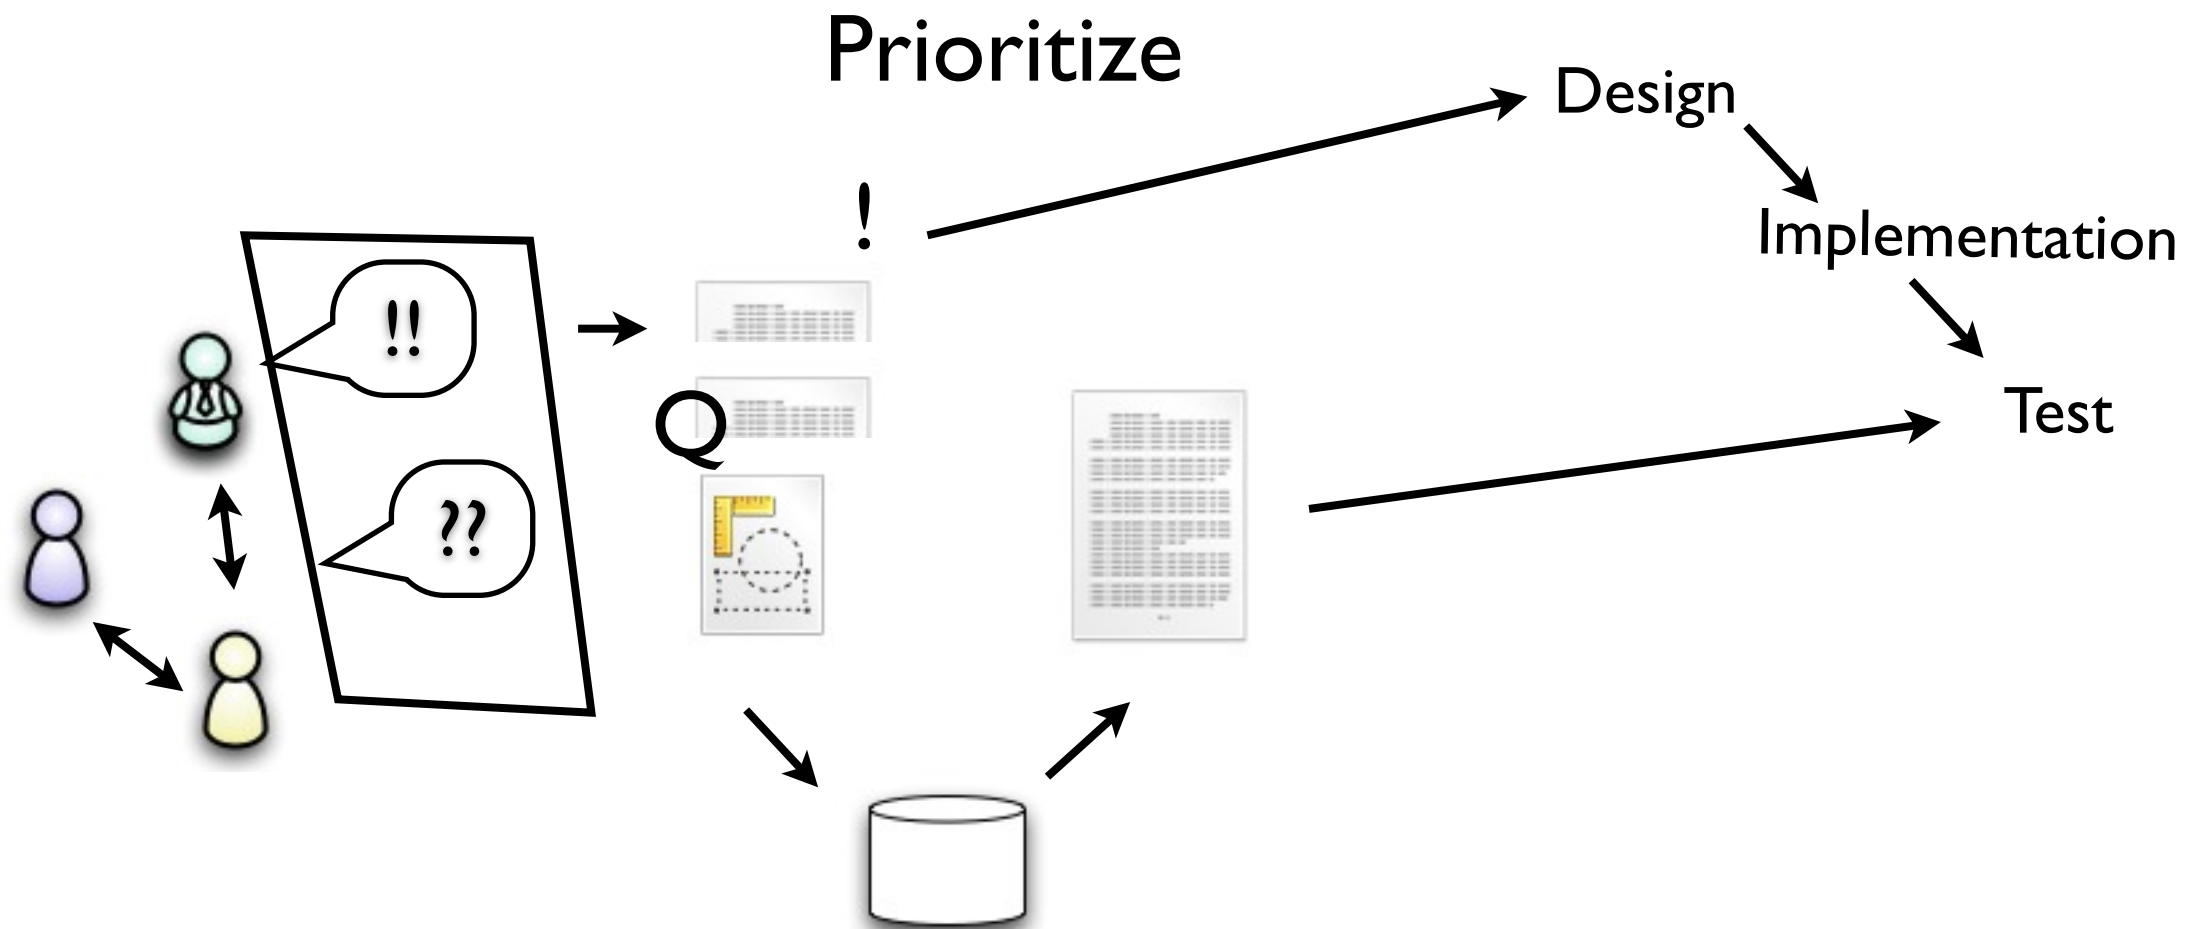 Prioritize
Design
!
Implementation
!!
Q
Test
??